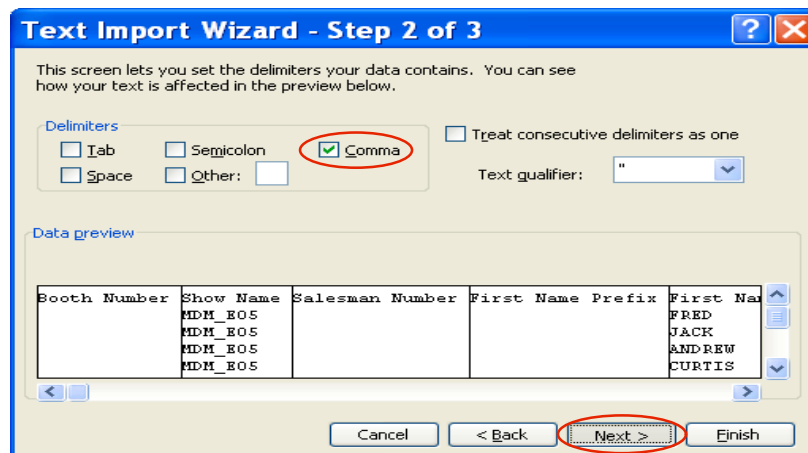 Text Import Wizard - Step 2 of 3
This screen lets you set the delimiters your data contains. You can see
how your text is affected in the preview below.
Delimiters
Tab Semicolon Comma
Space Other:
Treat consecutive delimiters as one
Text qualifier: "
Data preview
Booth Number Show Name Salesman Number First Name Prefix First Nam
MDM_E05 FRED
MDM_E05 JACK
MDM_E05 ANDREW
MDM_E05 CURTIS
Cancel < Back Next > Finish